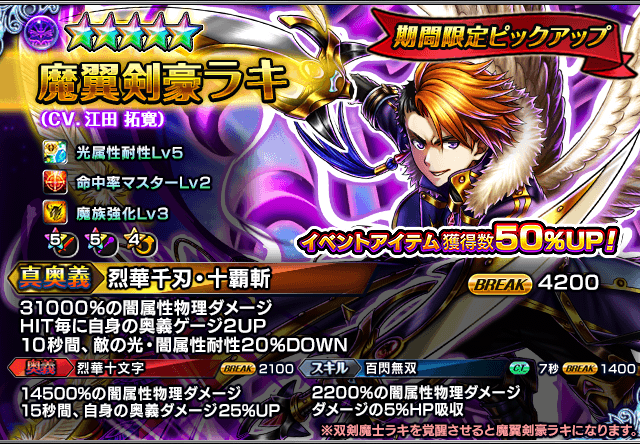 期間限定ピックアップ
魔翼剣豪ラキ
(CV. 江田 拓寛)
光属性耐性Lv5
命中率マスターLv2
魔族強化Lv3
5 5 4
イベントアイテム獲得数50%UP!
真奥義 烈華千刃・十覇斬 BREAK 4200
31000%の闇属性物理ダメージ
HIT毎に自身の奥義ゲージ2UP
10秒間、敵の光・闇属性耐性20%DOWN
奥義 烈華十文字 BREAK 2100
14500%の闇属性物理ダメージ
15秒間、自身の奥義ダメージ25%UP
スキル 百閃無双 CT 7秒 BREAK 1400
2200%の闇属性物理ダメージ
ダメージの5%HP吸収
※双剣魔士ラキを覚醒させると魔翼剣豪ラキになります。